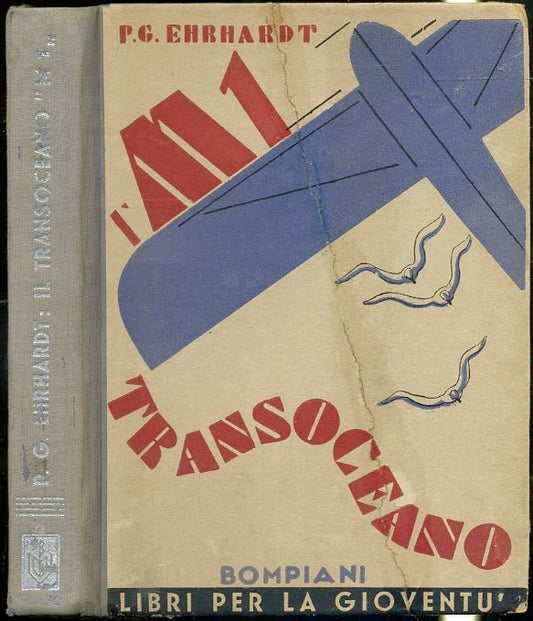 P.G. EHRHARDT
l'M1
TRANSOCEANO
BOMPIANI
LIBRI PER LA GIOVENTU'
P. G. EHRHARDT: IL TRANSOCEANO "M 1"